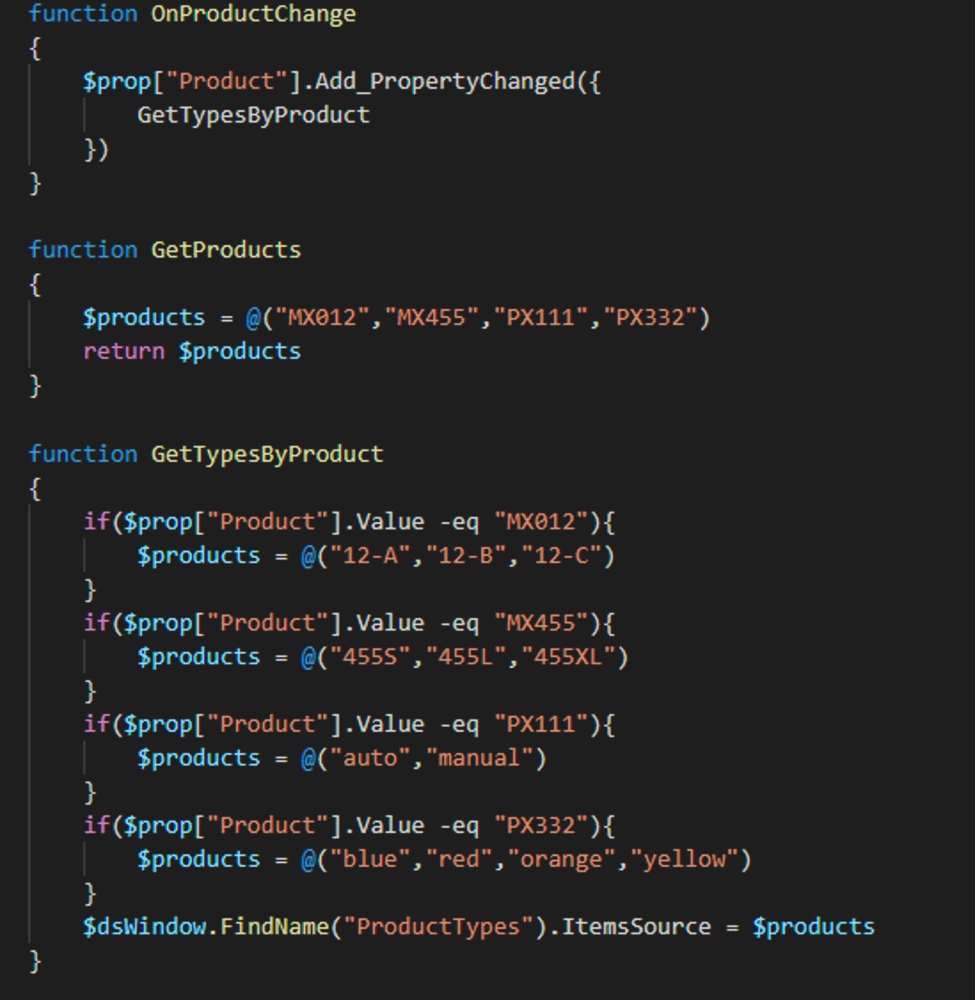 function OnProductChange
{
    $prop["Product"].Add_PropertyChanged({
        GetTypesByProduct
    })
}

function GetProducts
{
    $products = @("MX012","MX455","PX111","PX332")
    return $products
}

function GetTypesByProduct
{
    if($prop["Product"].Value -eq "MX012"){
        $products = @("12-A","12-B","12-C")
    }
    if($prop["Product"].Value -eq "MX455"){
        $products = @("455S","455L","455XL")
    }
    if($prop["Product"].Value -eq "PX111"){
        $products = @("auto","manual")
    }
    if($prop["Product"].Value -eq "PX332"){
        $products = @("blue","red","orange","yellow")
    }
    $dsWindow.FindName("ProductTypes").ItemsSource = $products
}